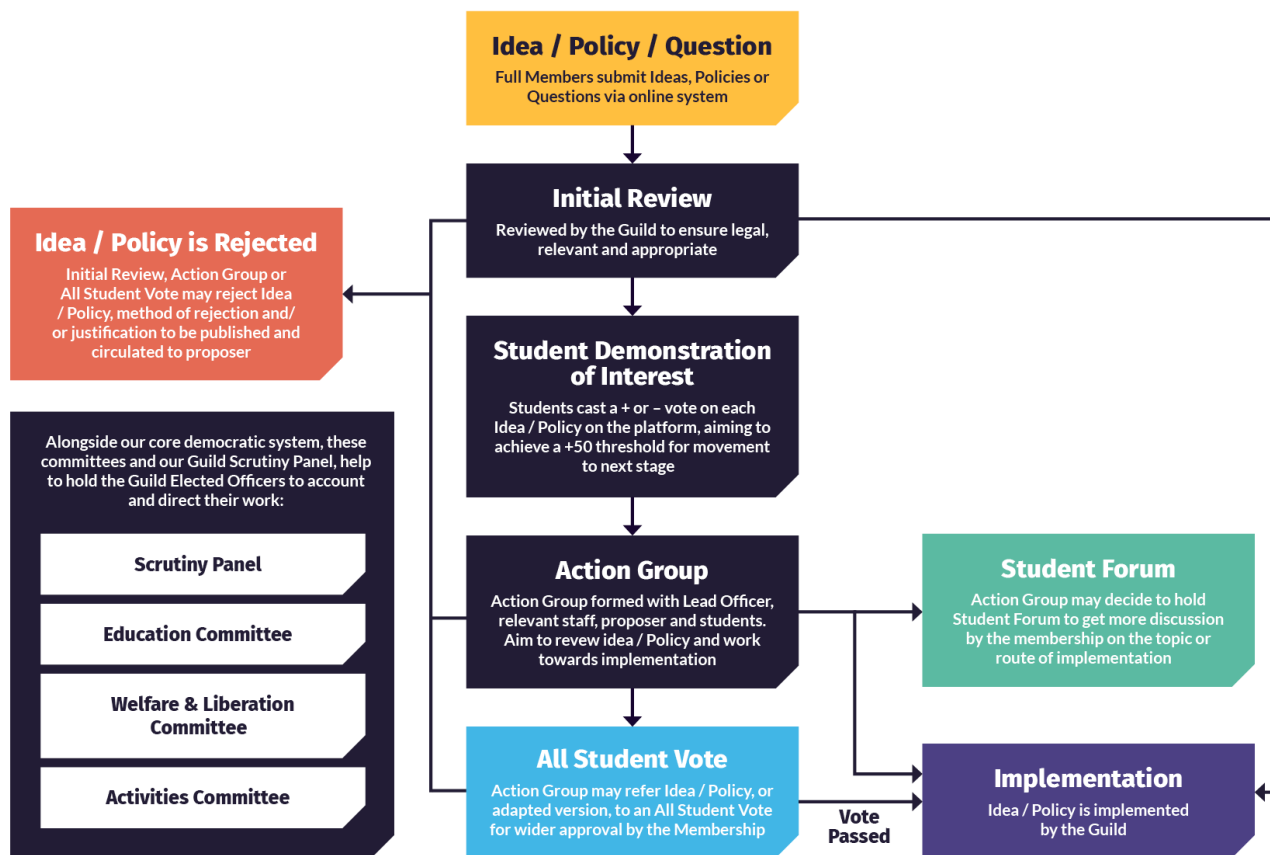 Idea / Policy / Question
Full Members submit Ideas, Policies or
Questions via online system
Initial Review
Reviewed by the Guild to ensure legal,
relevant and appropriate
Idea / Policy is Rejected
Initial Review, Action Group or
All Student Vote may reject Idea
/ Policy, method of rejection and/
or justification to be published and
circulated to proposer
Student Demonstration
of Interest
Students cast a + or – vote on each
Idea / Policy on the platform, aiming to
achieve a +50 threshold for movement
to next stage
Alongside our core democratic system, these
committees and our Guild Scrutiny Panel, help
to hold the Guild Elected Officers to account
and direct their work:
Scrutiny Panel
Education Committee
Welfare & Liberation
Committee
Activities Committee
Action Group
Action Group formed with Lead Officer,
relevant staff, proposer and students.
Aim to revew idea / Policy and work
towards implementation
Student Forum
Action Group may decide to hold
Student Forum to get more discussion
by the membership on the topic or
route of implementation
All Student Vote
Action Group may refer Idea / Policy, or
adapted version, to an All Student Vote
for wider approval by the Membership
Vote
Passed
Implementation
Idea / Policy is implemented
by the Guild